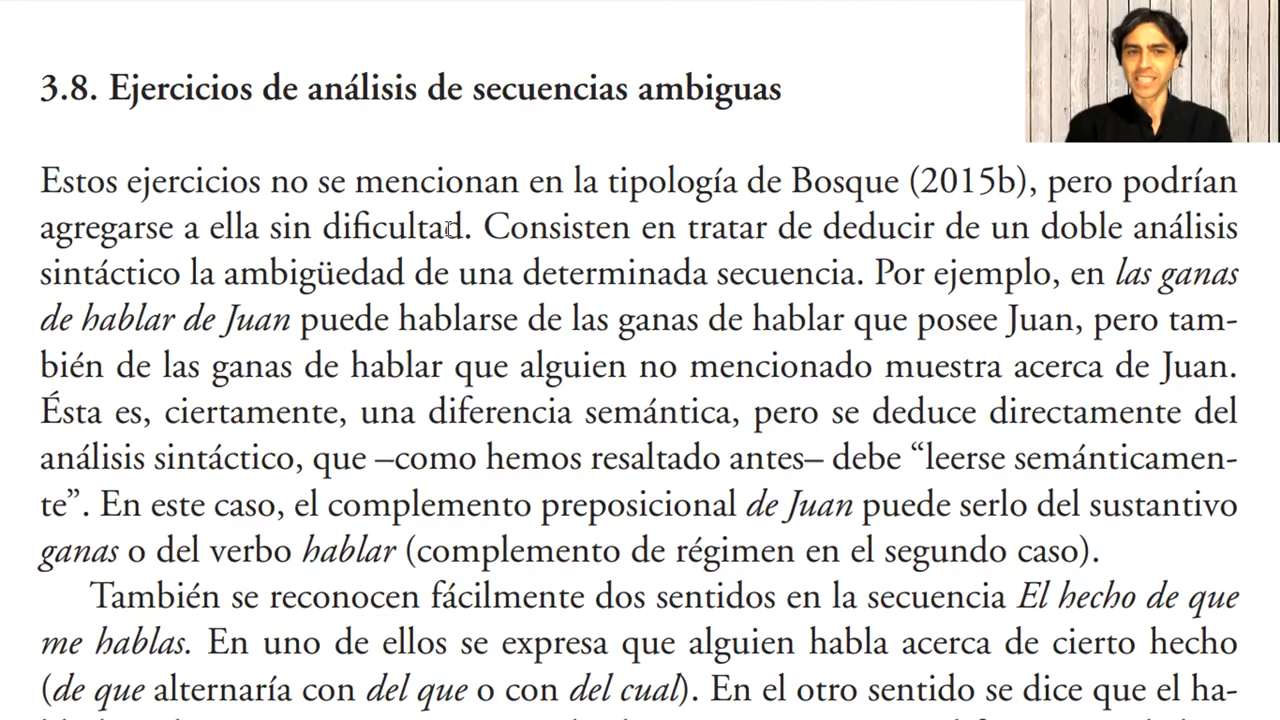 3.8. Ejercicios de análisis de secuencias ambiguas
Estos ejercicios no se mencionan en la tipología de Bosque (2015b), pero podrían
agregarse a ella sin dificultad. Consisten en tratar de deducir de un doble análisis
sintáctico la ambigüedad de una determinada secuencia. Por ejemplo, en las ganas
de hablar de Juan puede hablarse de las ganas de hablar que posee Juan, pero tam-
bién de las ganas de hablar que alguien no mencionado muestra acerca de Juan.
Ésta es, ciertamente, una diferencia semántica, pero se deduce directamente del
análisis sintáctico, que –como hemos resaltado antes– debe “leerse semánticamen-
te”. En este caso, el complemento preposicional de Juan puede serlo del sustantivo
ganas o del verbo hablar (complemento de régimen en el segundo caso).
También se reconocen fácilmente dos sentidos en la secuencia El hecho de que
me hablas. En uno de ellos se expresa que alguien habla acerca de cierto hecho
(de que alternaría con del que o con del cual). En el otro sentido se dice que el ha-